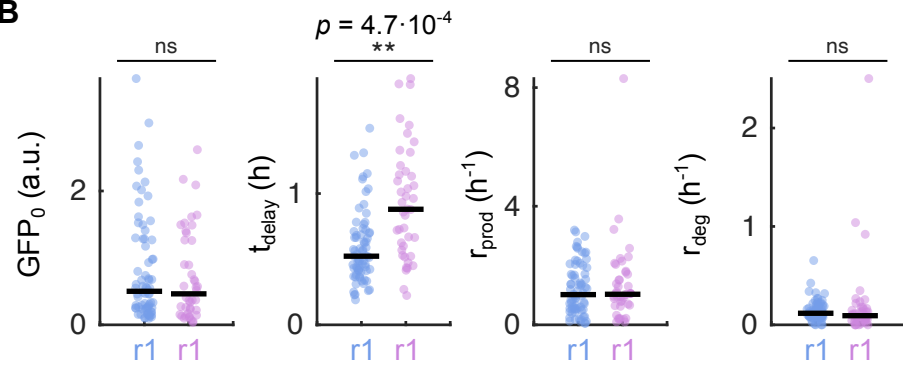 B
p = 4.7·10⁻⁴
ns
**
ns
ns
GFP₀ (a.u.)
2
0
r1 r1
t_delay (h)
1
0
r1 r1
r_prod (h⁻¹)
8
4
0
r1 r1
r_deg (h⁻¹)
2
1
0
r1 r1